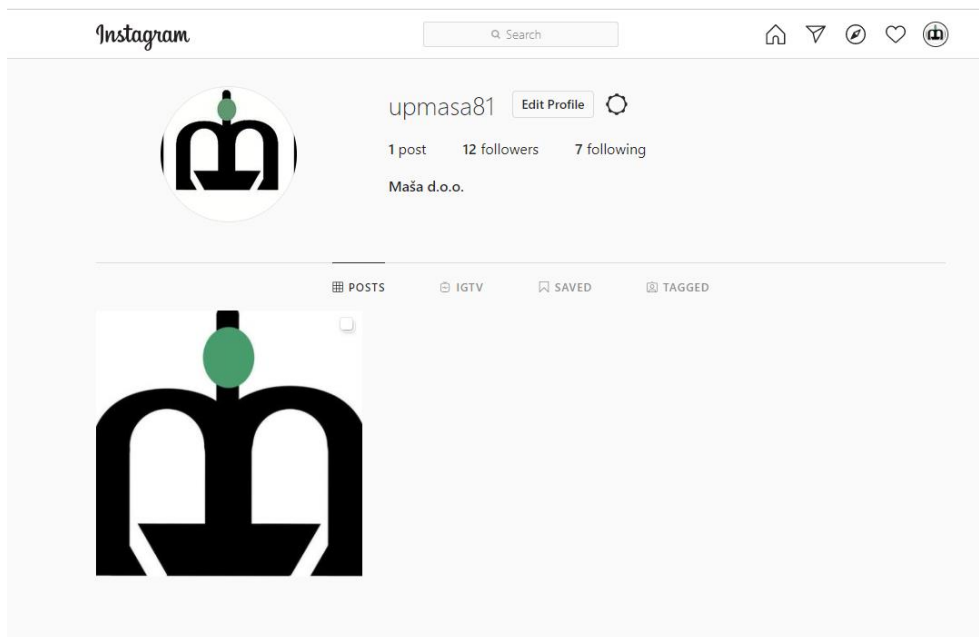 Instagram
Search
upmasa81 Edit Profile
1 post 12 followers 7 following
Maša d.o.o.
POSTS IGTV SAVED TAGGED